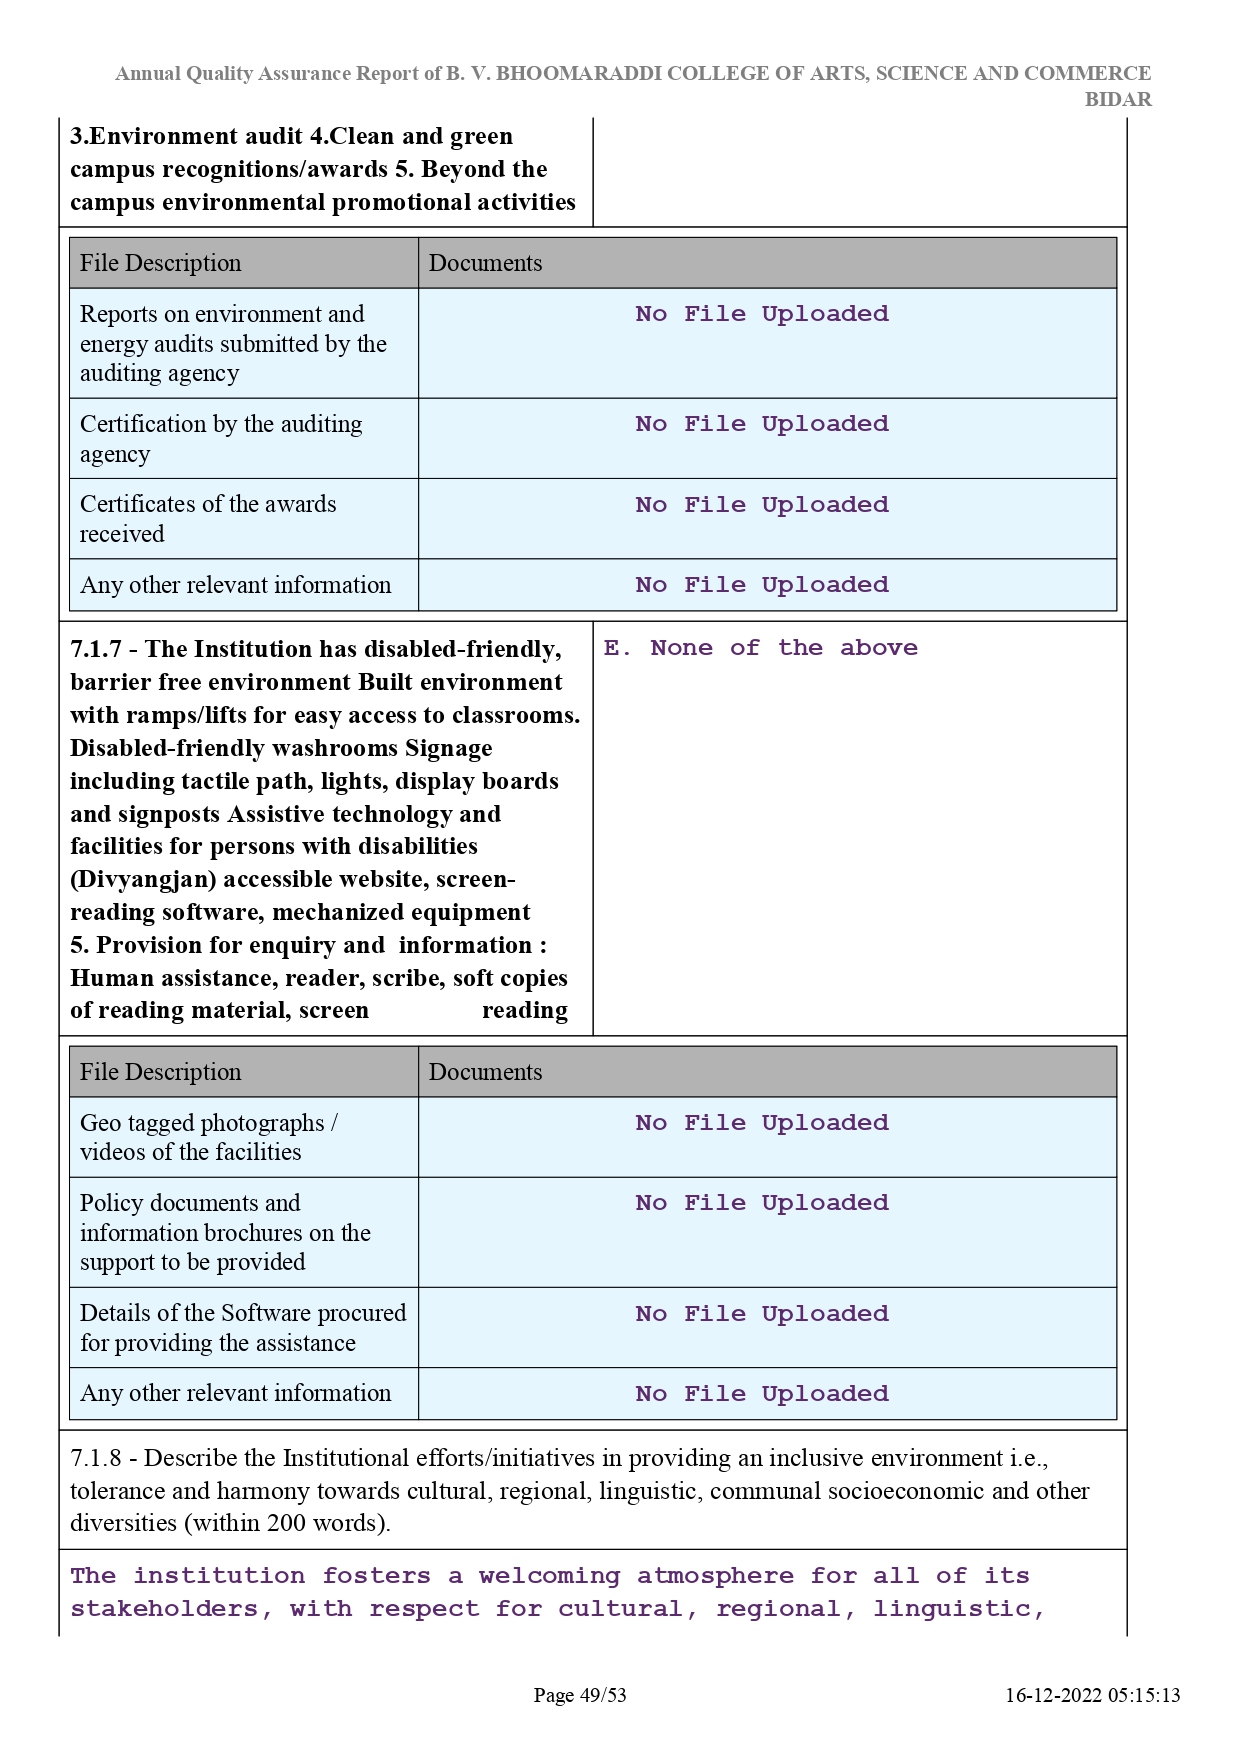 Annual Quality Assurance Report of B. V. BHOOMARADDI COLLEGE OF ARTS, SCIENCE AND COMMERCE
BIDAR
3.Environment audit 4.Clean and green
campus recognitions/awards 5. Beyond the
campus environmental promotional activities
File Description Documents
Reports on environment and No File Uploaded
energy audits submitted by the
auditing agency
Certification by the auditing No File Uploaded
agency
Certificates of the awards No File Uploaded
received
Any other relevant information No File Uploaded
7.1.7 - The Institution has disabled-friendly, E. None of the above
barrier free environment Built environment
with ramps/lifts for easy access to classrooms.
Disabled-friendly washrooms Signage
including tactile path, lights, display boards
and signposts Assistive technology and
facilities for persons with disabilities
(Divyangjan) accessible website, screen-
reading software, mechanized equipment
5. Provision for enquiry and information :
Human assistance, reader, scribe, soft copies
of reading material, screen reading
File Description Documents
Geo tagged photographs / No File Uploaded
videos of the facilities
Policy documents and No File Uploaded
information brochures on the
support to be provided
Details of the Software procured No File Uploaded
for providing the assistance
Any other relevant information No File Uploaded
7.1.8 - Describe the Institutional efforts/initiatives in providing an inclusive environment i.e.,
tolerance and harmony towards cultural, regional, linguistic, communal socioeconomic and other
diversities (within 200 words).
The institution fosters a welcoming atmosphere for all of its
stakeholders, with respect for cultural, regional, linguistic,
Page 49/53 16-12-2022 05:15:13